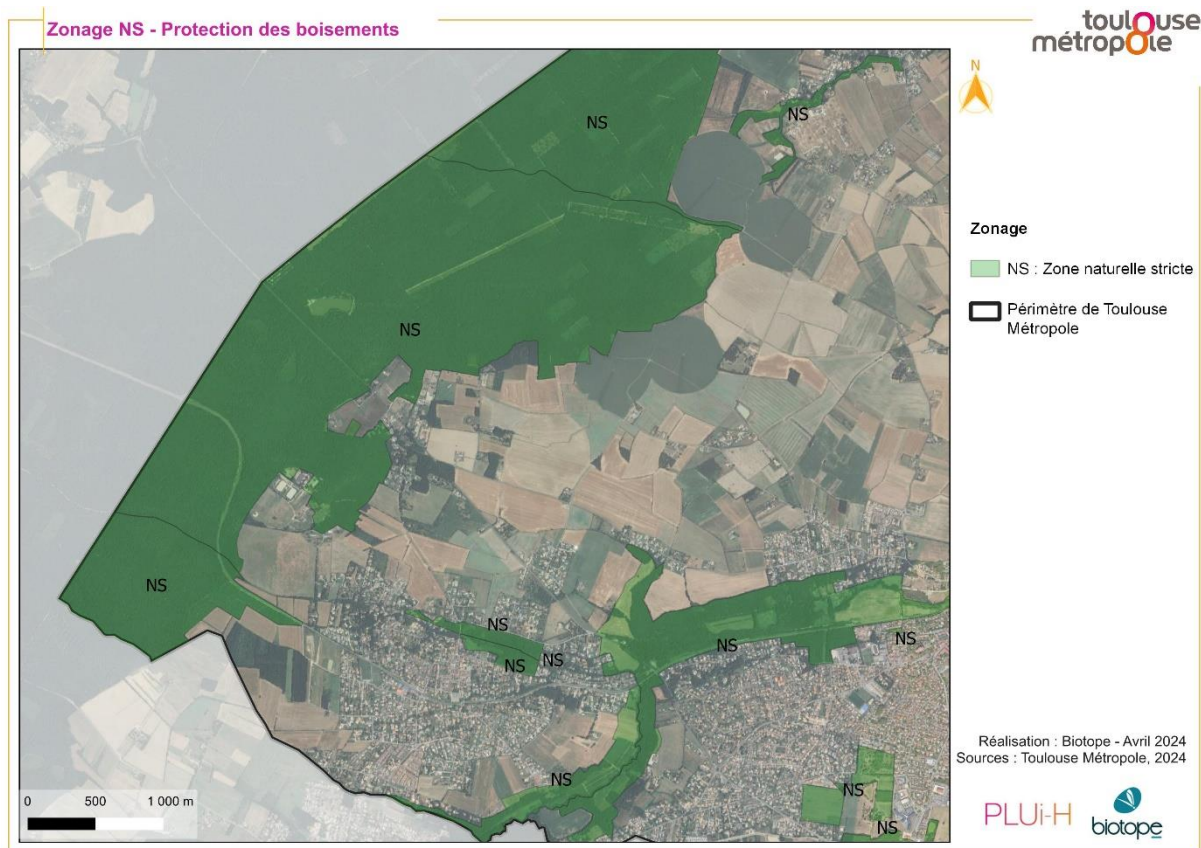 Zonage NS - Protection des boisements
toulouse
métropole
N
NS
NS
NS
NS
NS
NS
NS
NS
NS
NS
NS
NS
Zonage
NS : Zone naturelle stricte
Périmètre de Toulouse
Métropole
0 500 1 000 m
Réalisation : Biotope - Avril 2024
Sources : Toulouse Métropole, 2024
PLUi-H
biotope